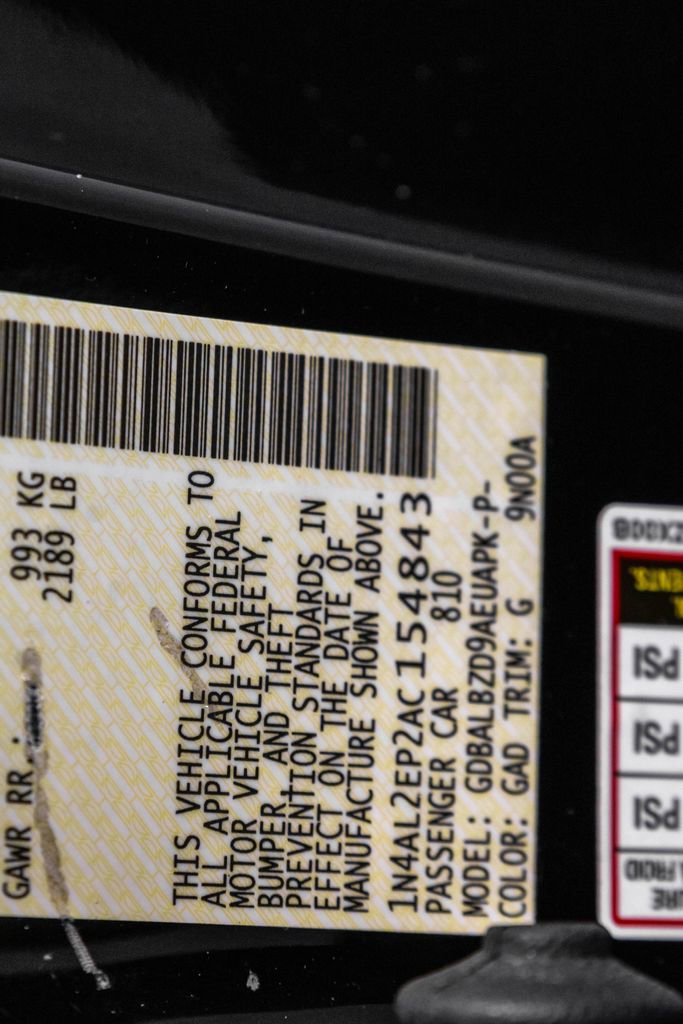 GAWR RR : 993 KG
2189 LB
THIS VEHICLE CONFORMS TO
ALL APPLICABLE FEDERAL
MOTOR VEHICLE SAFETY,
BUMPER AND THEFT
PREVENTION STANDARDS IN
EFFECT ON THE DATE OF
MANUFACTURE SHOWN ABOVE.
1N4AL2EP2AC154843
PASSENGER CAR 810
MODEL: GDBALBZD9AEUAPK-P-
COLOR: GAD TRIM: G 9N00A
PSI
PSI
PSI